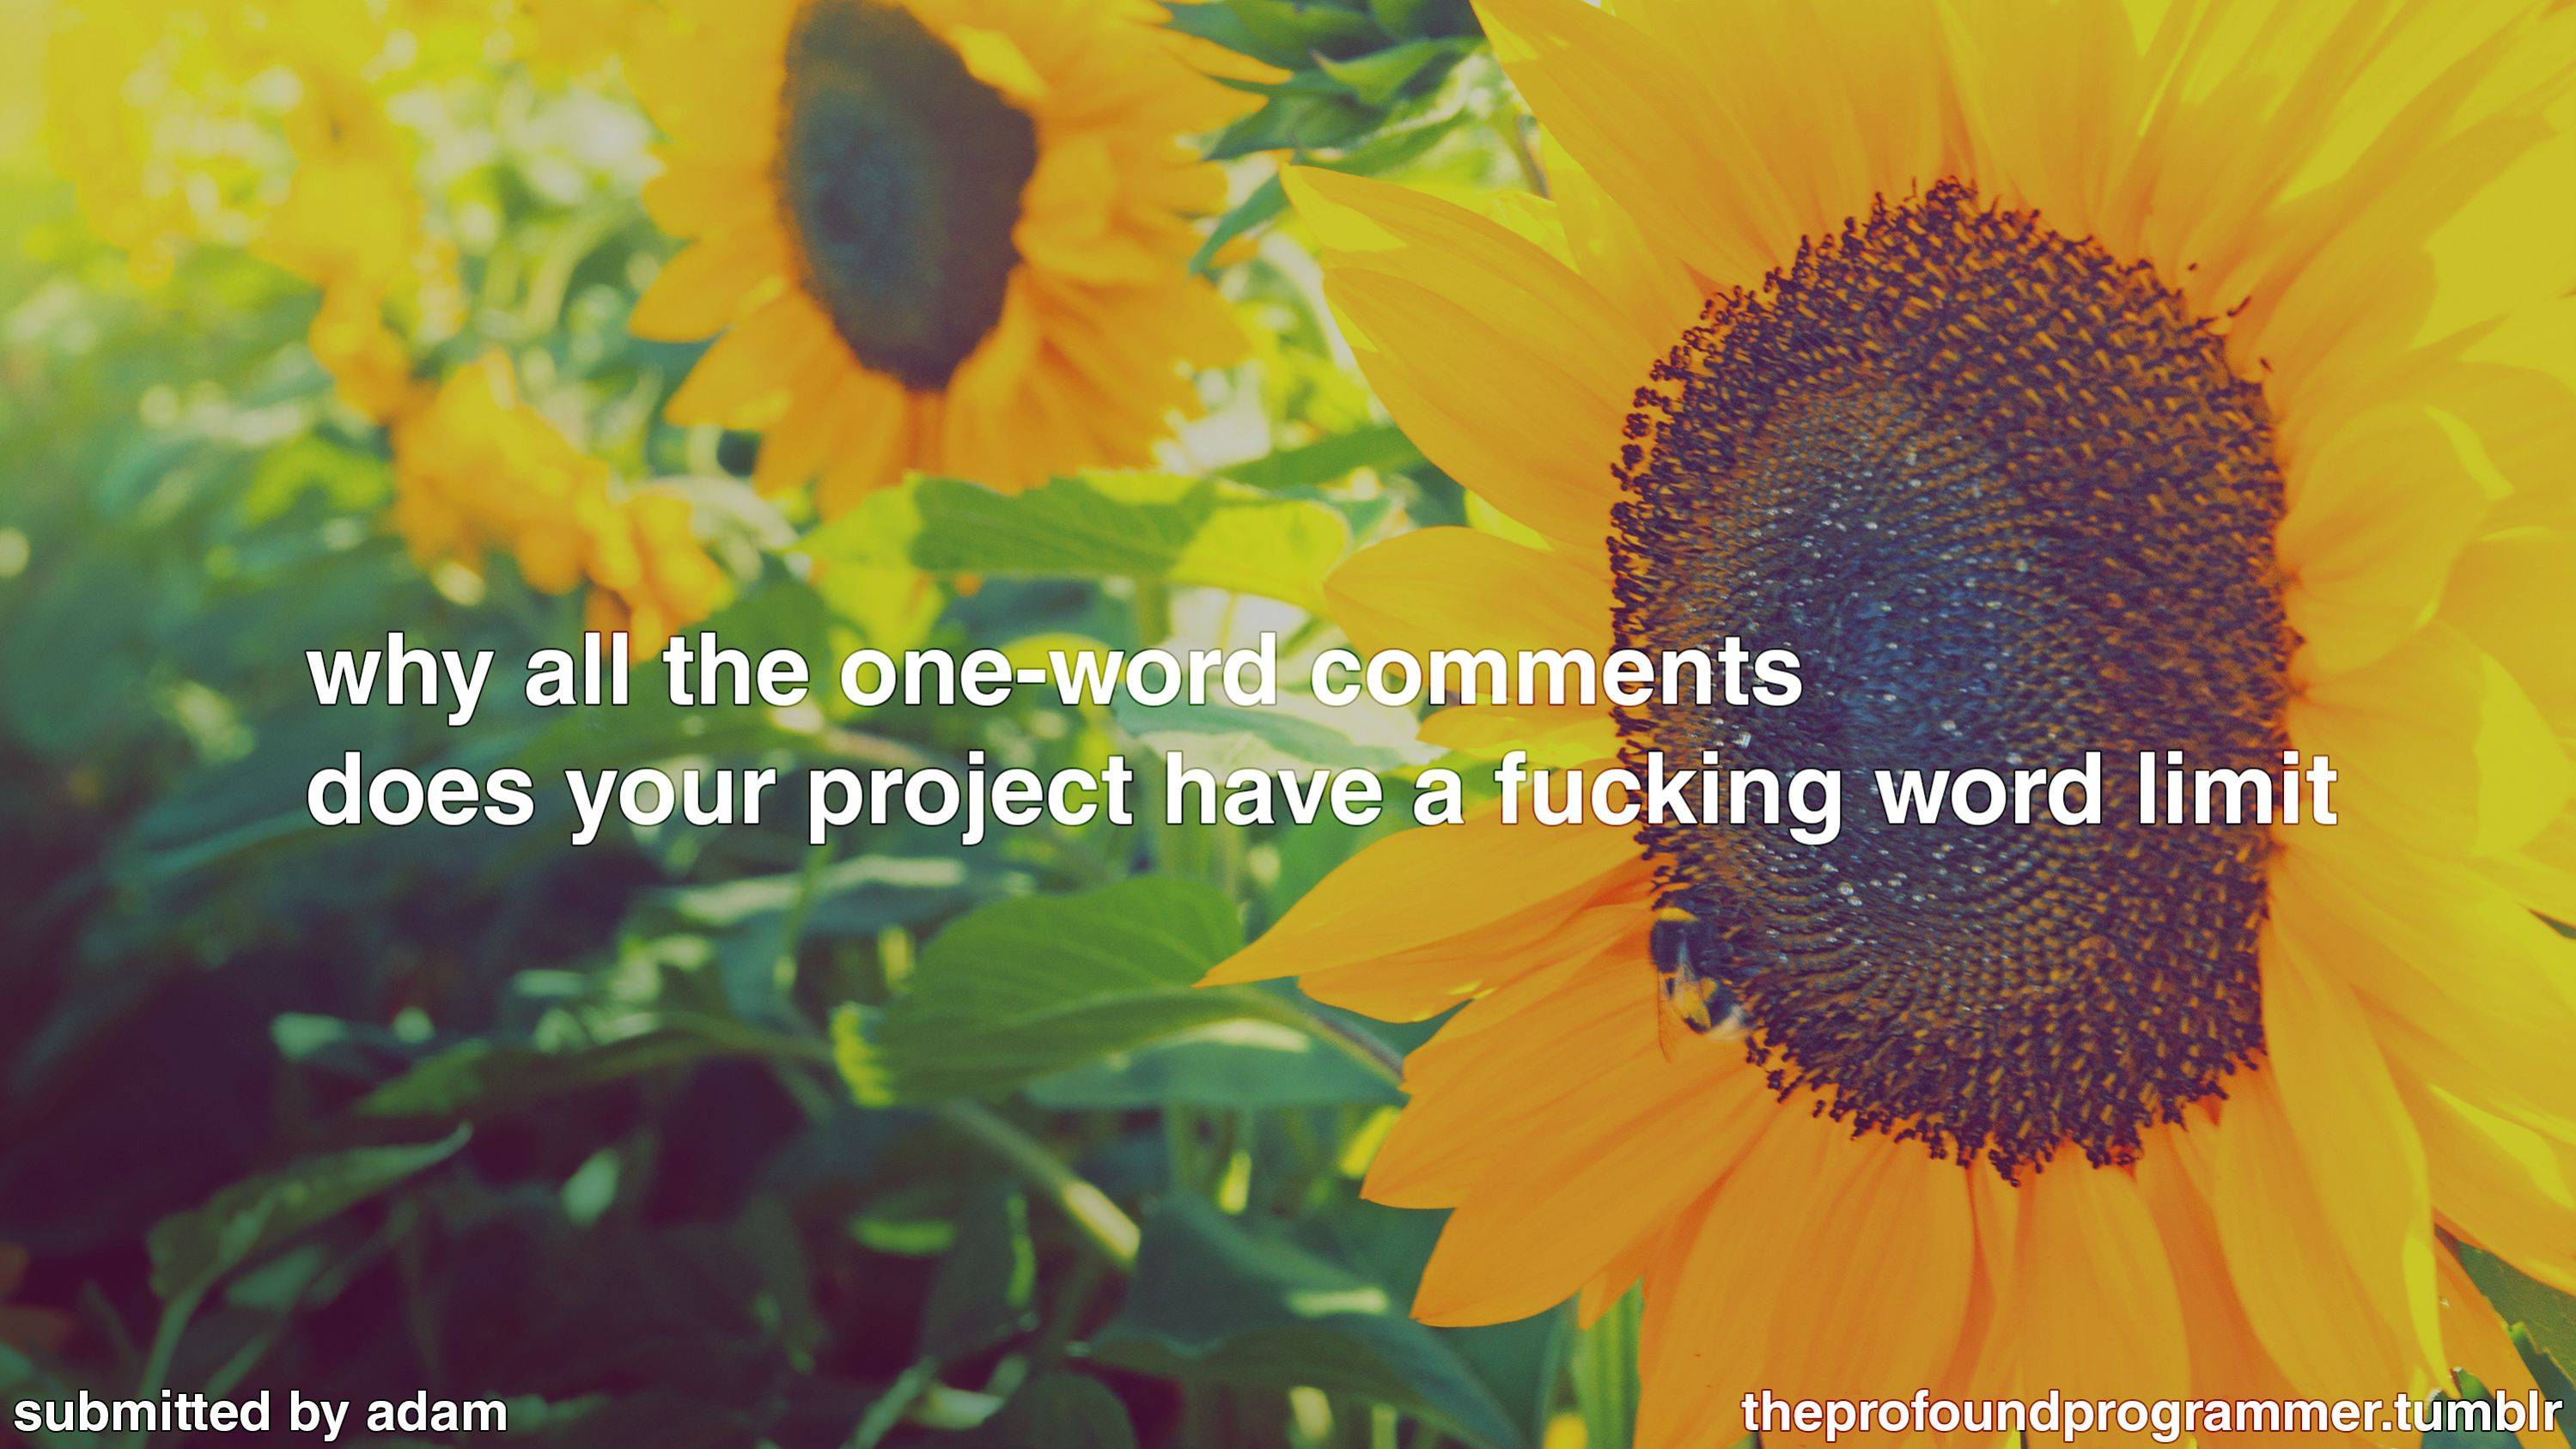 why all the one-word comments
does your project have a fucking word limit
submitted by adam
theprofoundprogrammer.tumblr